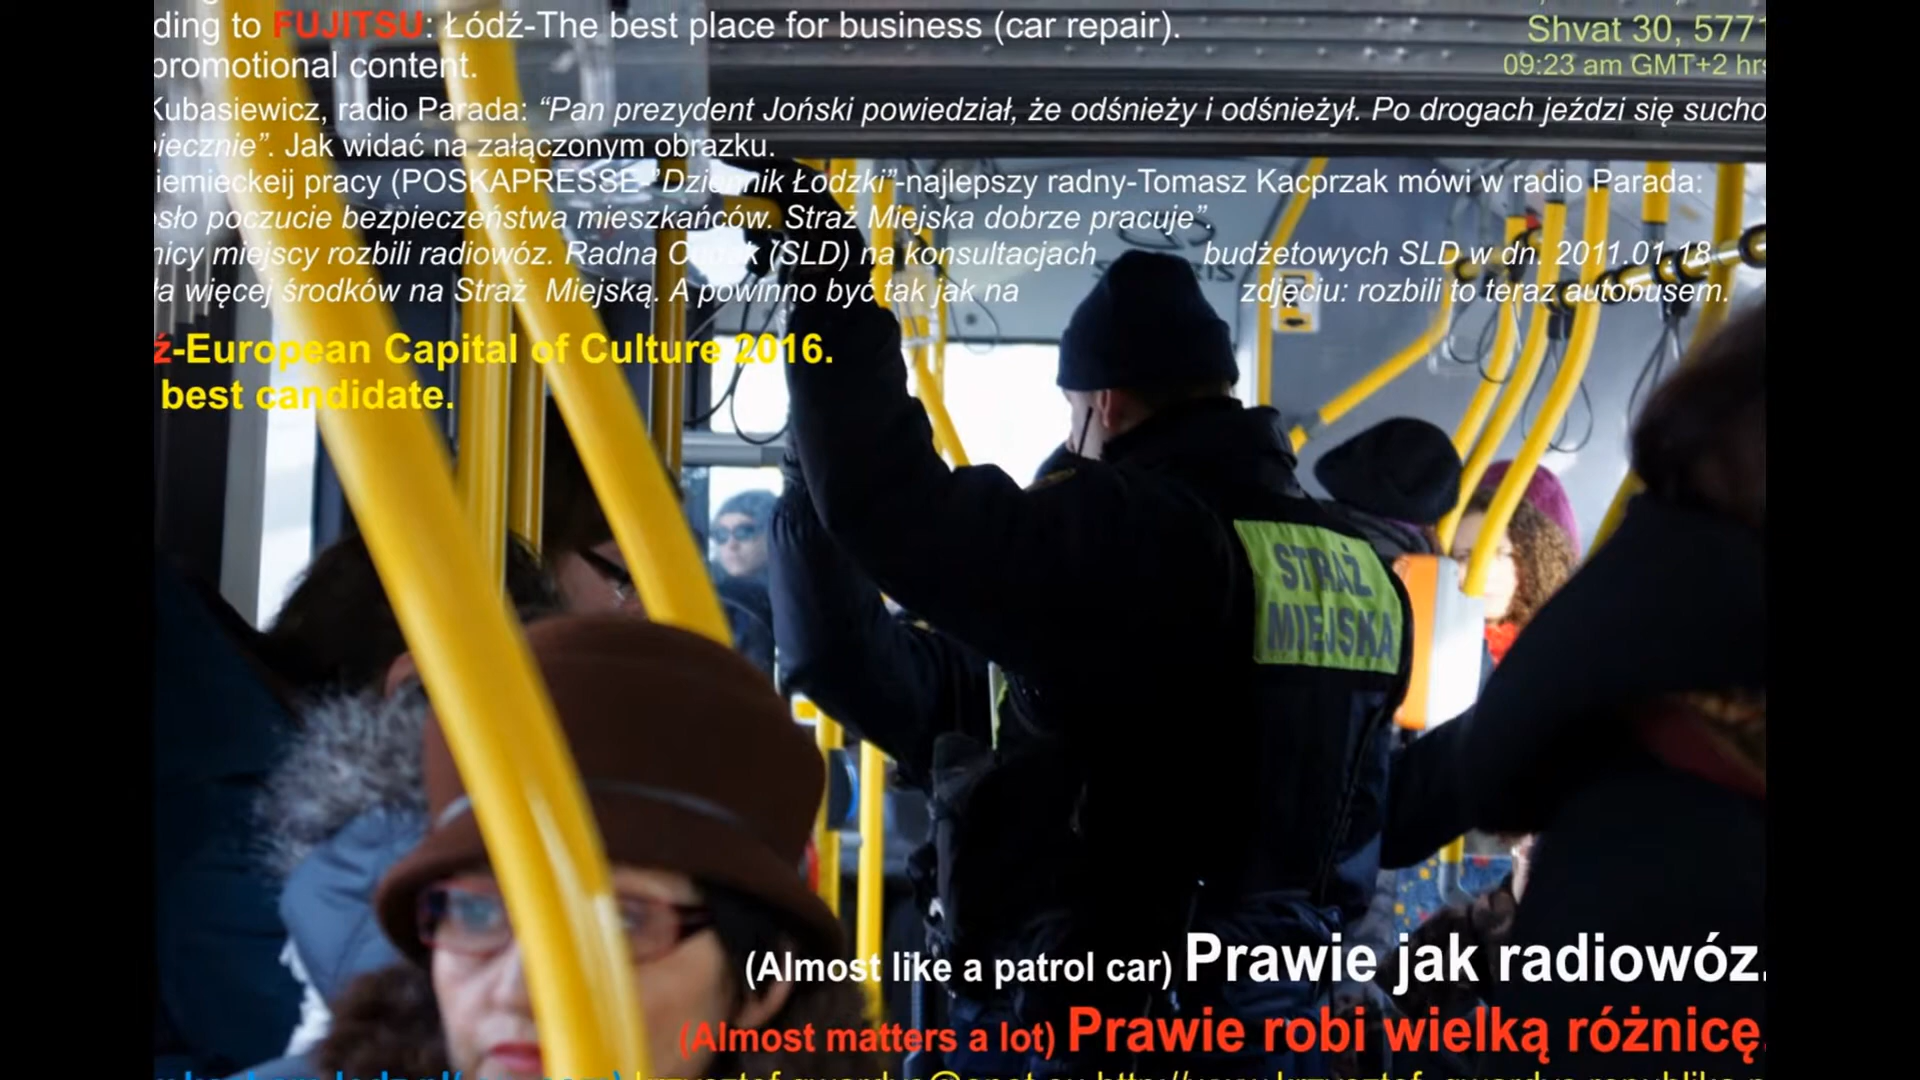 ding to FUJITSU: Łódź-The best place for business (car repair).
promotional content.
Shvat 30, 5771
09:23 am GMT+2 hrs
Kubasiewicz, radio Parada: “Pan prezydent Joński powiedział, że odśnieży i odśnieżył. Po drogach jeździ się sucho
iecznie”. Jak widać na załączonym obrazku.
iemieckeij pracy (POSKAPRESSE-”Dziennik Łodzki”-najlepszy radny-Tomasz Kacprzak mówi w radio Parada:
sło poczucie bezpieczeństwa mieszkańców. Straż Miejska dobrze pracuje”.
nicy miejscy rozbili radiowóz. Radna (SLD) na konsultacjach budżetowych SLD w dn. 2011.01.18
ła więcej środków na Straż Miejską. A powinno być tak jak na zdjęciu: rozbili to teraz autobusem.
ź-European Capital of Culture 2016.
best candidate.
SOLARIS
STRAŻ
MIEJSKA
(Almost like a patrol car) Prawie jak radiowóz.
(Almost matters a lot) Prawie robi wielką różnicę.